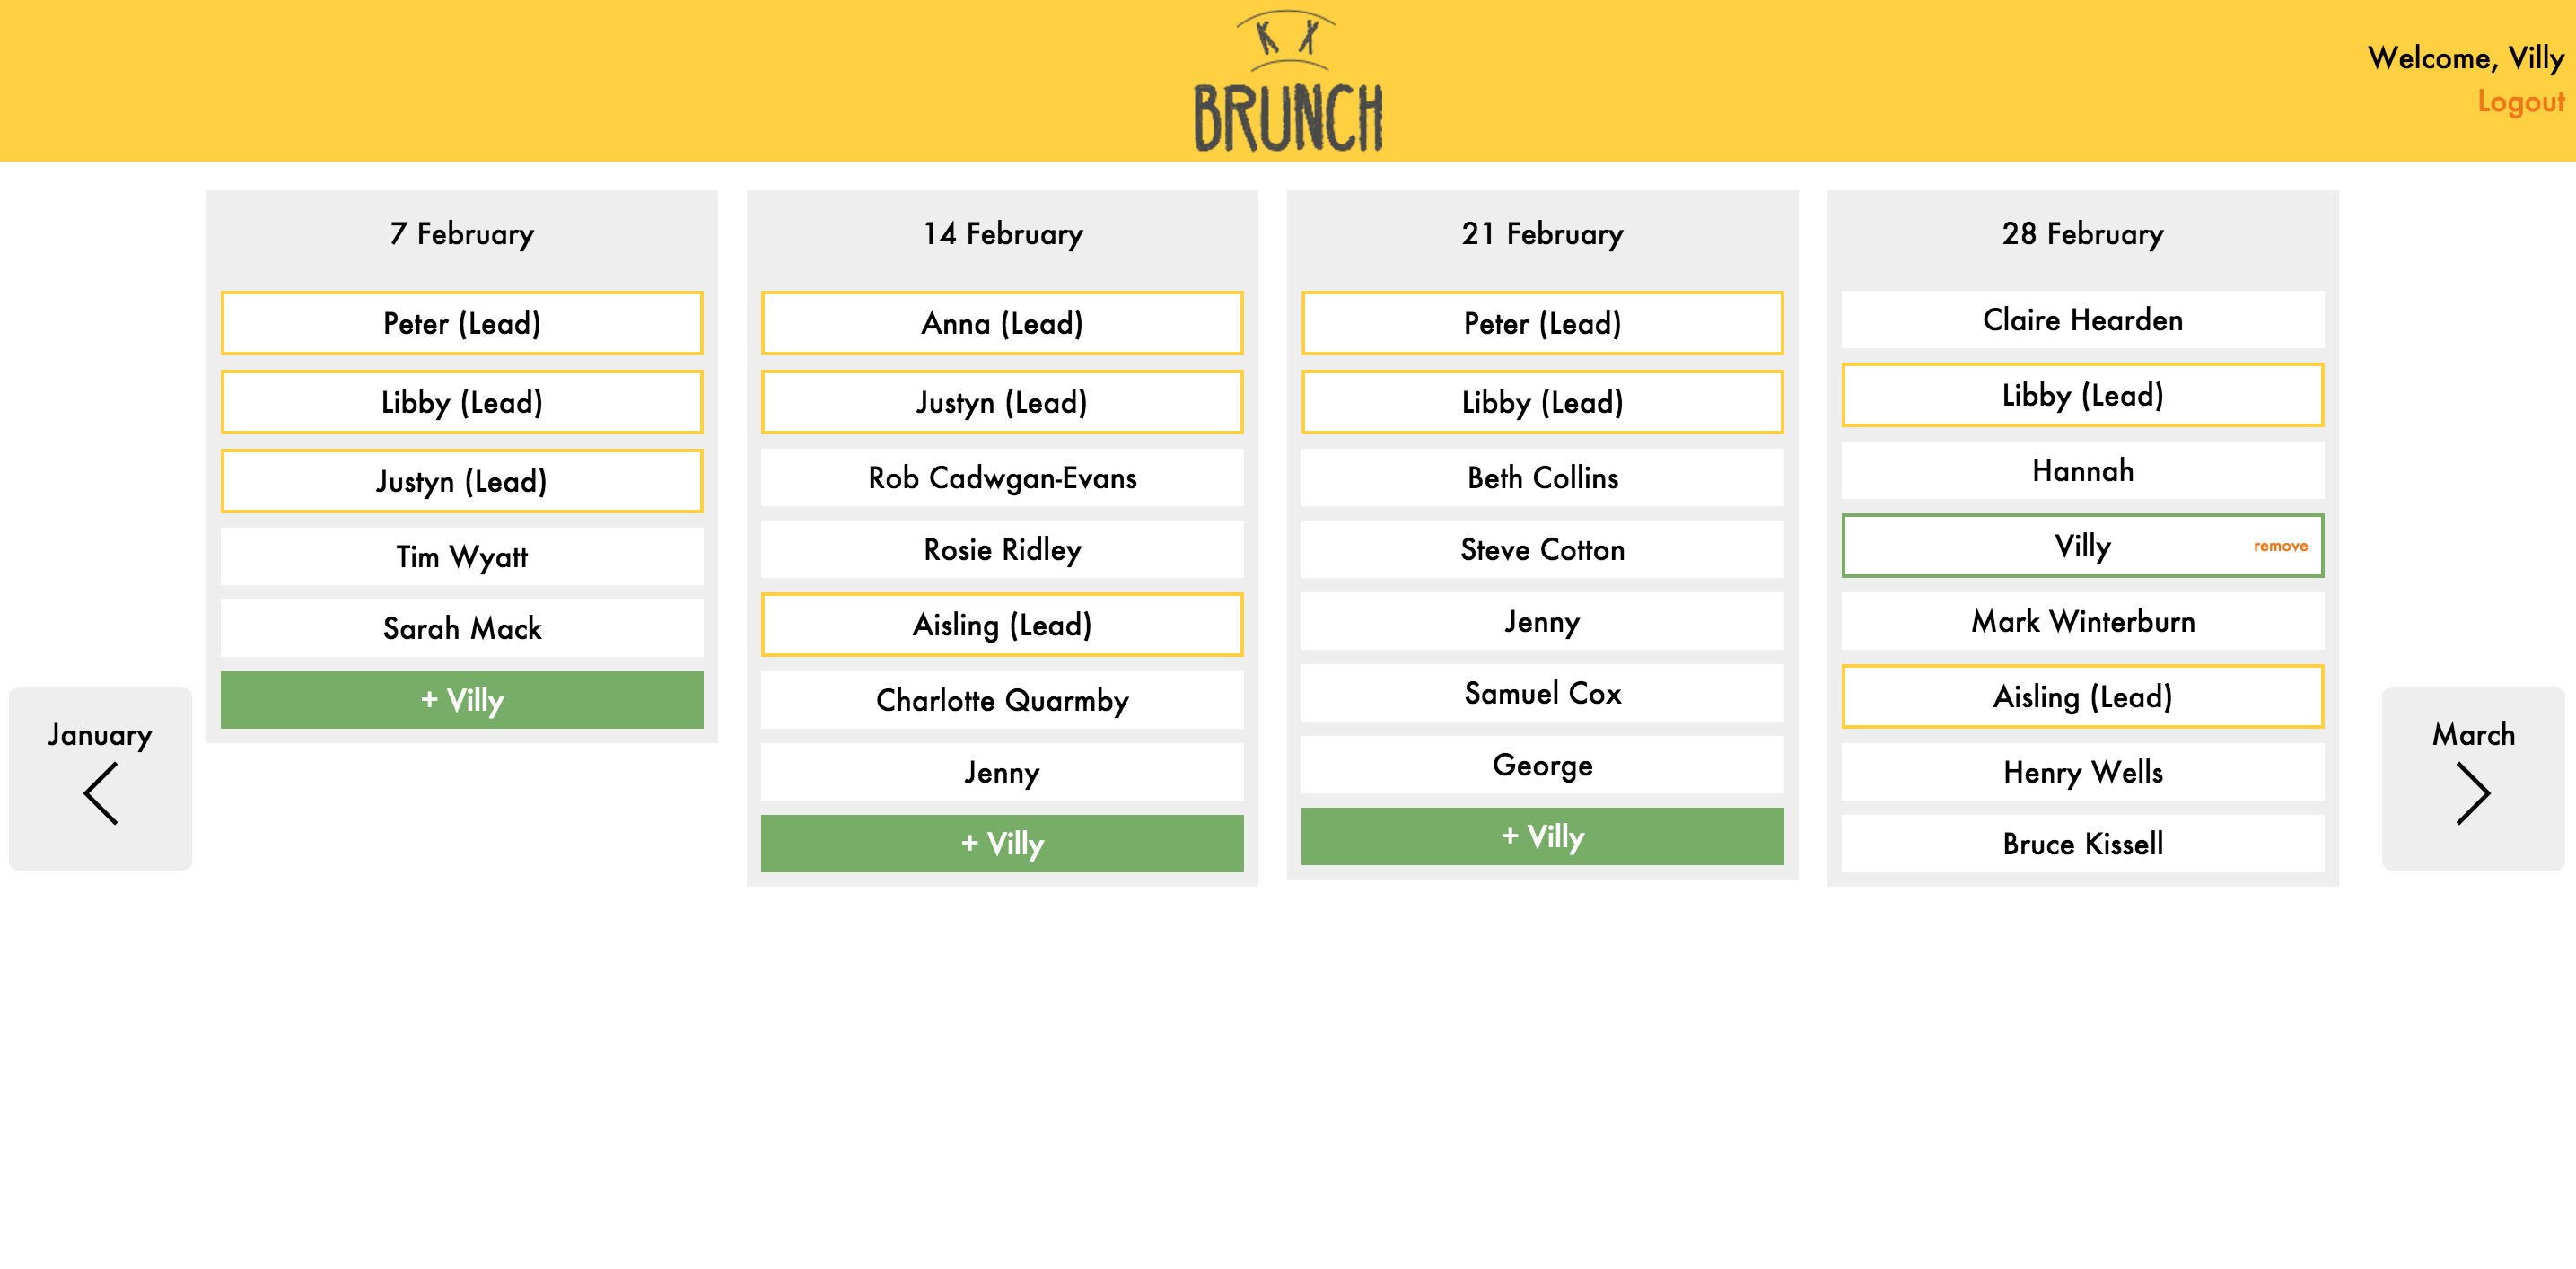 BRUNCH
Welcome, Villy
Logout
7 February
Peter (Lead)
Libby (Lead)
Justyn (Lead)
Tim Wyatt
Sarah Mack
+ Villy
14 February
Anna (Lead)
Justyn (Lead)
Rob Cadwgan-Evans
Rosie Ridley
Aisling (Lead)
Charlotte Quarmby
Jenny
+ Villy
21 February
Peter (Lead)
Libby (Lead)
Beth Collins
Steve Cotton
Jenny
Samuel Cox
George
+ Villy
28 February
Claire Hearden
Libby (Lead)
Hannah
Villy remove
Mark Winterburn
Aisling (Lead)
Henry Wells
Bruce Kissell
January
March